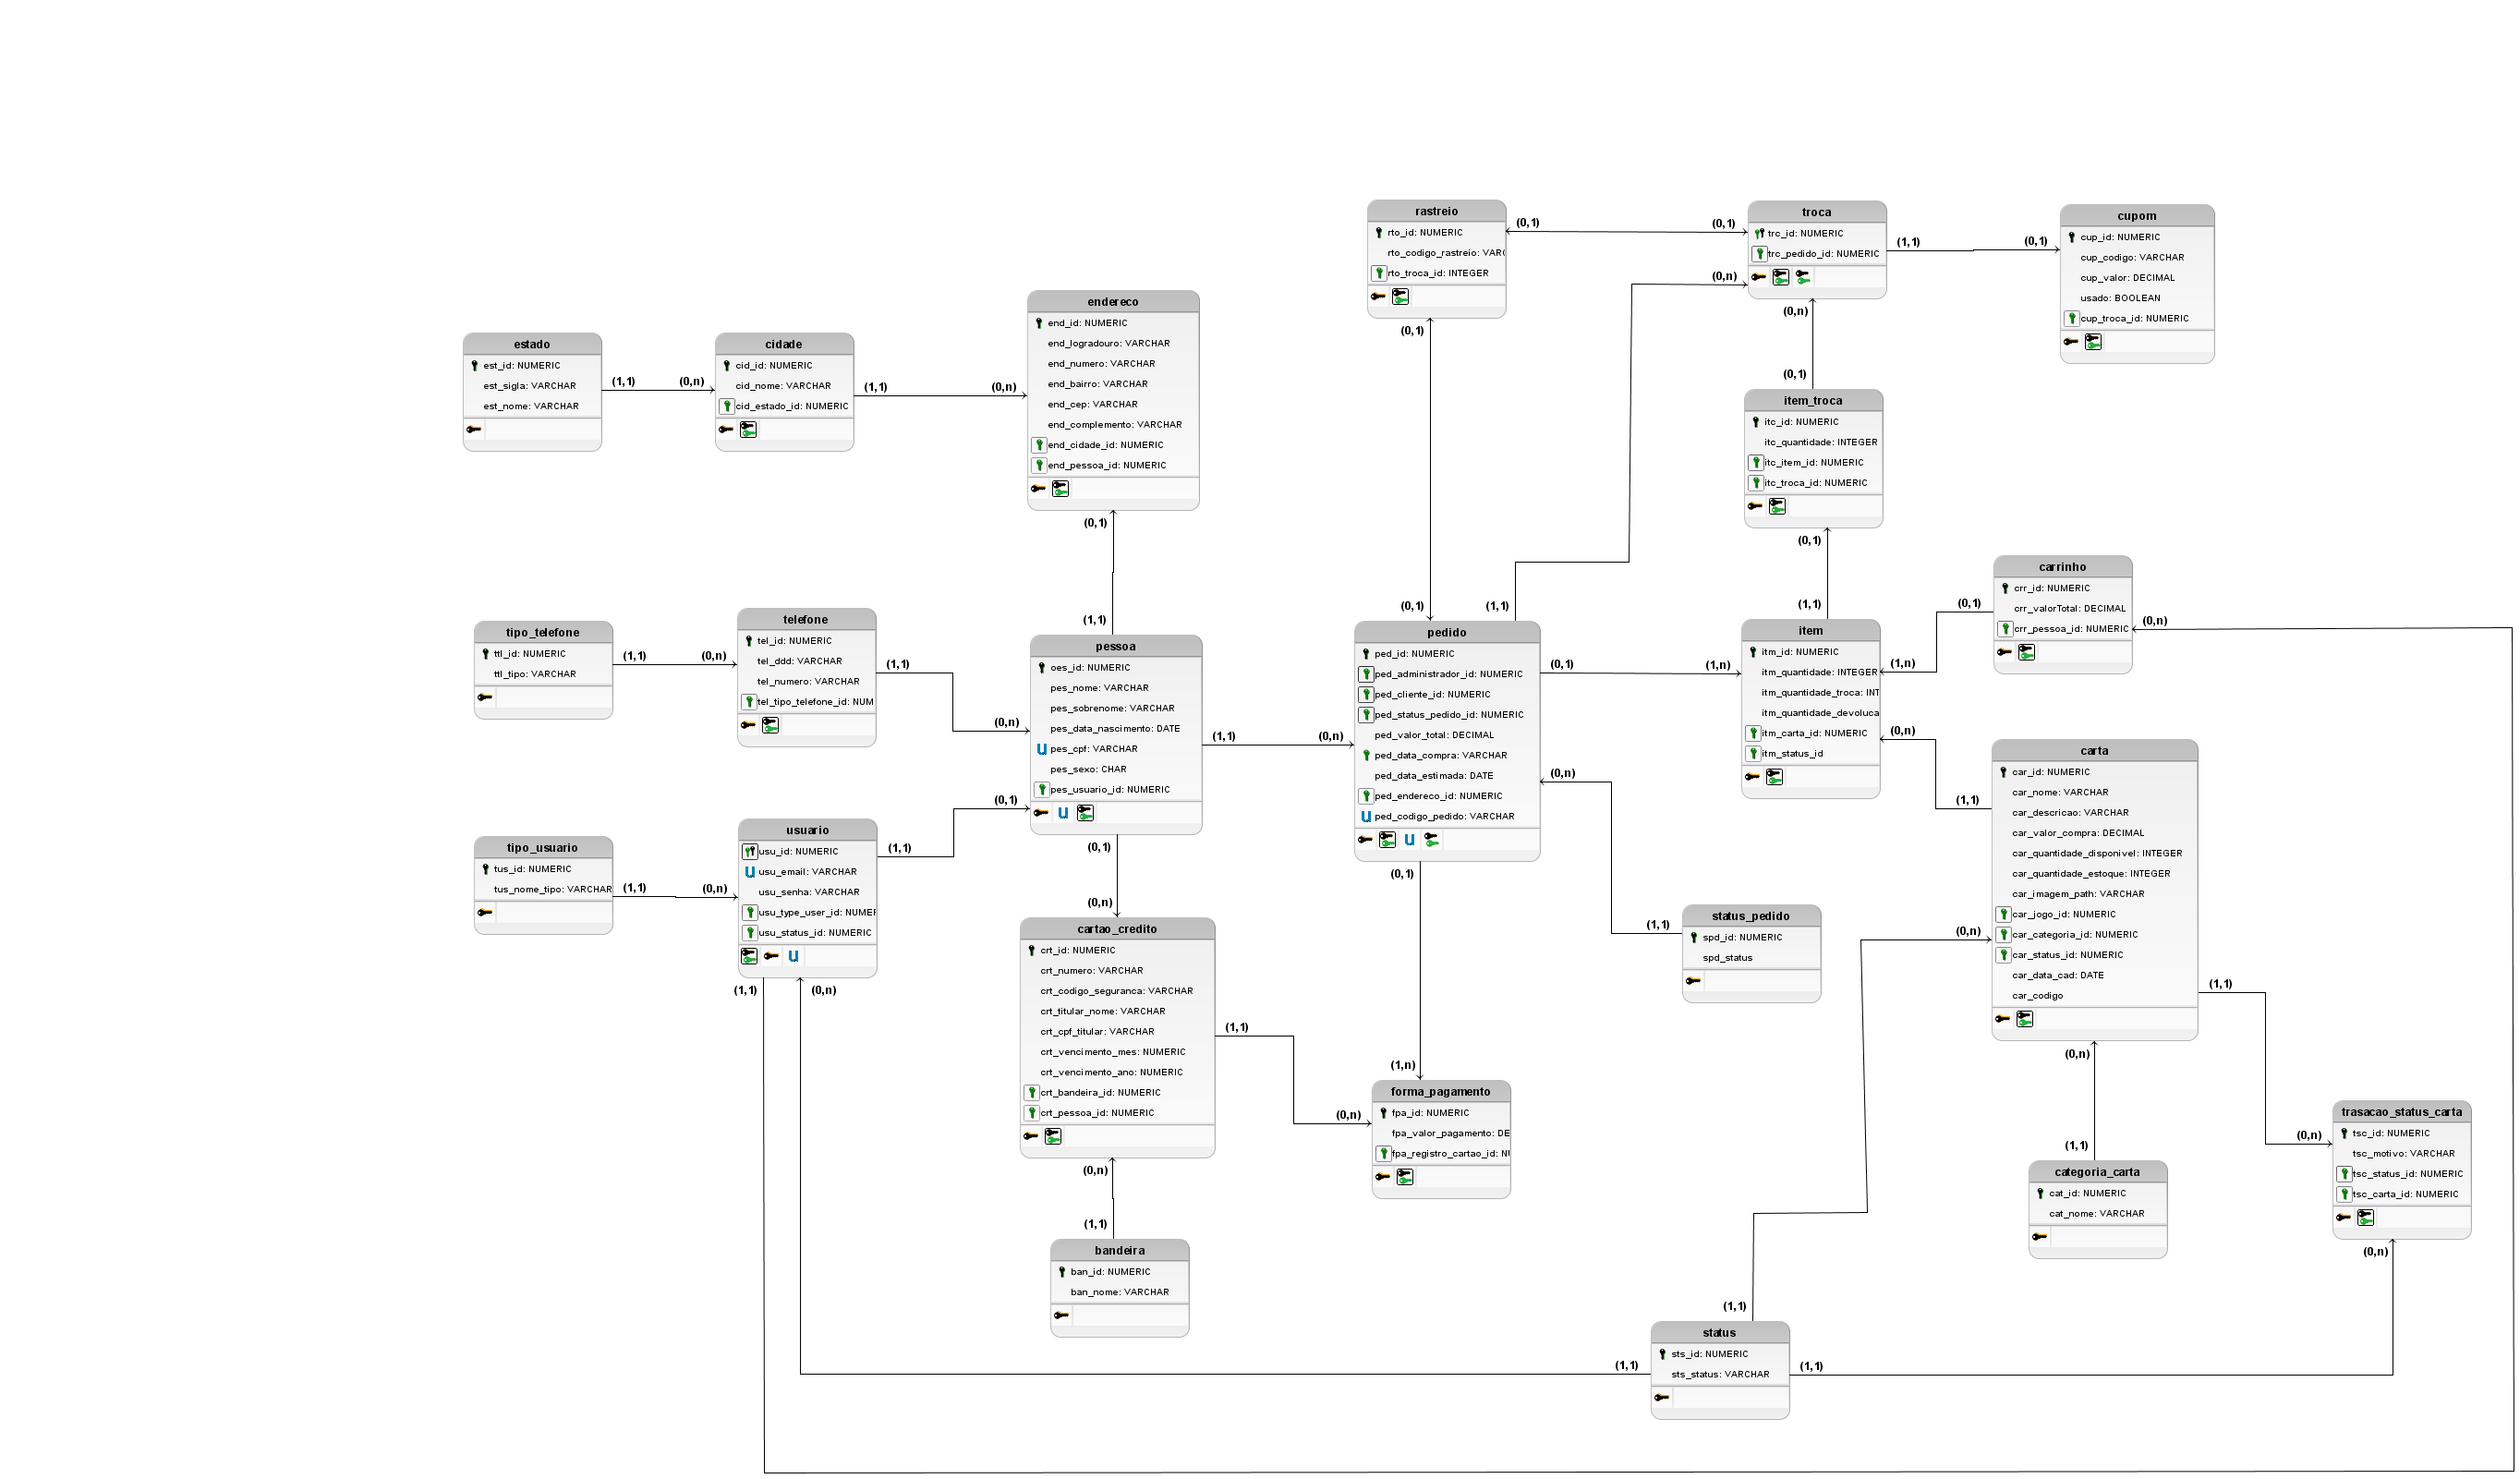 rastreio
rto_id: NUMERIC
rto_codigo_rastreio: VARC
rto_troca_id: INTEGER
(0,1)
(0,1)
(0,1)
troca
trc_id: NUMERIC
trc_pedido_id: NUMERIC
(0,n)
(1,1)
(0,1)
(0,n)
cupom
cup_id: NUMERIC
cup_codigo: VARCHAR
cup_valor: DECIMAL
usado: BOOLEAN
cup_troca_id: NUMERIC
estado
est_id: NUMERIC
est_sigla: VARCHAR
est_nome: VARCHAR
(1,1)
(0,n)
cidade
cid_id: NUMERIC
cid_nome: VARCHAR
cid_estado_id: NUMERIC
(1,1)
(0,n)
endereco
end_id: NUMERIC
end_logradouro: VARCHAR
end_numero: VARCHAR
end_bairro: VARCHAR
end_cep: VARCHAR
end_complemento: VARCHAR
end_cidade_id: NUMERIC
end_pessoa_id: NUMERIC
(0,1)
(1,1)
(0,1)
item_troca
itc_id: NUMERIC
itc_quantidade: INTEGER
itc_item_id: NUMERIC
itc_troca_id: NUMERIC
(0,1)
(1,1)
tipo_telefone
ttl_id: NUMERIC
ttl_tipo: VARCHAR
(1,1)
(0,n)
telefone
tel_id: NUMERIC
tel_ddd: VARCHAR
tel_numero: VARCHAR
tel_tipo_telefone_id: NUM
(1,1)
(0,n)
pessoa
oes_id: NUMERIC
pes_nome: VARCHAR
pes_sobrenome: VARCHAR
pes_data_nascimento: DATE
u pes_cpf: VARCHAR
pes_sexo: CHAR
pes_usuario_id: NUMERIC
u
(1,1)
(0,n)
(0,1)
(1,1)
pedido
ped_id: NUMERIC
ped_administrador_id: NUMERIC
ped_cliente_id: NUMERIC
ped_status_pedido_id: NUMERIC
ped_valor_total: DECIMAL
ped_data_compra: VARCHAR
ped_data_estimada: DATE
ped_endereco_id: NUMERIC
u ped_codigo_pedido: VARCHAR
u
(0,1)
(1,n)
(0,n)
item
itm_id: NUMERIC
itm_quantidade: INTEGER
itm_quantidade_troca: INT
itm_quantidade_devoluca
itm_carta_id: NUMERIC
itm_status_id
(1,n)
(0,1)
(0,n)
(1,1)
carrinho
crr_id: NUMERIC
crr_valorTotal: DECIMAL
crr_pessoa_id: NUMERIC
(0,n)
carta
car_id: NUMERIC
car_nome: VARCHAR
car_descricao: VARCHAR
car_valor_compra: DECIMAL
car_quantidade_disponivel: INTEGER
car_quantidade_estoque: INTEGER
car_imagem_path: VARCHAR
car_jogo_id: NUMERIC
car_categoria_id: NUMERIC
car_status_id: NUMERIC
car_data_cad: DATE
car_codigo
(0,n)
(1,1)
(0,n)
tipo_usuario
tus_id: NUMERIC
tus_nome_tipo: VARCHAR
(1,1)
(0,n)
usuario
usu_id: NUMERIC
u usu_email: VARCHAR
usu_senha: VARCHAR
usu_type_user_id: NUMER
usu_status_id: NUMERIC
u
(1,1)
(0,1)
(1,1)
(0,n)
(0,1)
(0,n)
cartao_credito
crt_id: NUMERIC
crt_numero: VARCHAR
crt_codigo_seguranca: VARCHAR
crt_titular_nome: VARCHAR
crt_cpf_titular: VARCHAR
crt_vencimento_mes: NUMERIC
crt_vencimento_ano: NUMERIC
crt_bandeira_id: NUMERIC
crt_pessoa_id: NUMERIC
(1,1)
(0,n)
(0,n)
(1,1)
(0,1)
(1,n)
status_pedido
spd_id: NUMERIC
spd_status
(1,1)
forma_pagamento
fpa_id: NUMERIC
fpa_valor_pagamento: DE
fpa_registro_cartao_id: NU
bandeira
ban_id: NUMERIC
ban_nome: VARCHAR
(1,1)
categoria_carta
cat_id: NUMERIC
cat_nome: VARCHAR
(0,n)
trasacao_status_carta
tsc_id: NUMERIC
tsc_motivo: VARCHAR
tsc_status_id: NUMERIC
tsc_carta_id: NUMERIC
(0,n)
(1,1)
status
sts_id: NUMERIC
sts_status: VARCHAR
(1,1)
(1,1)